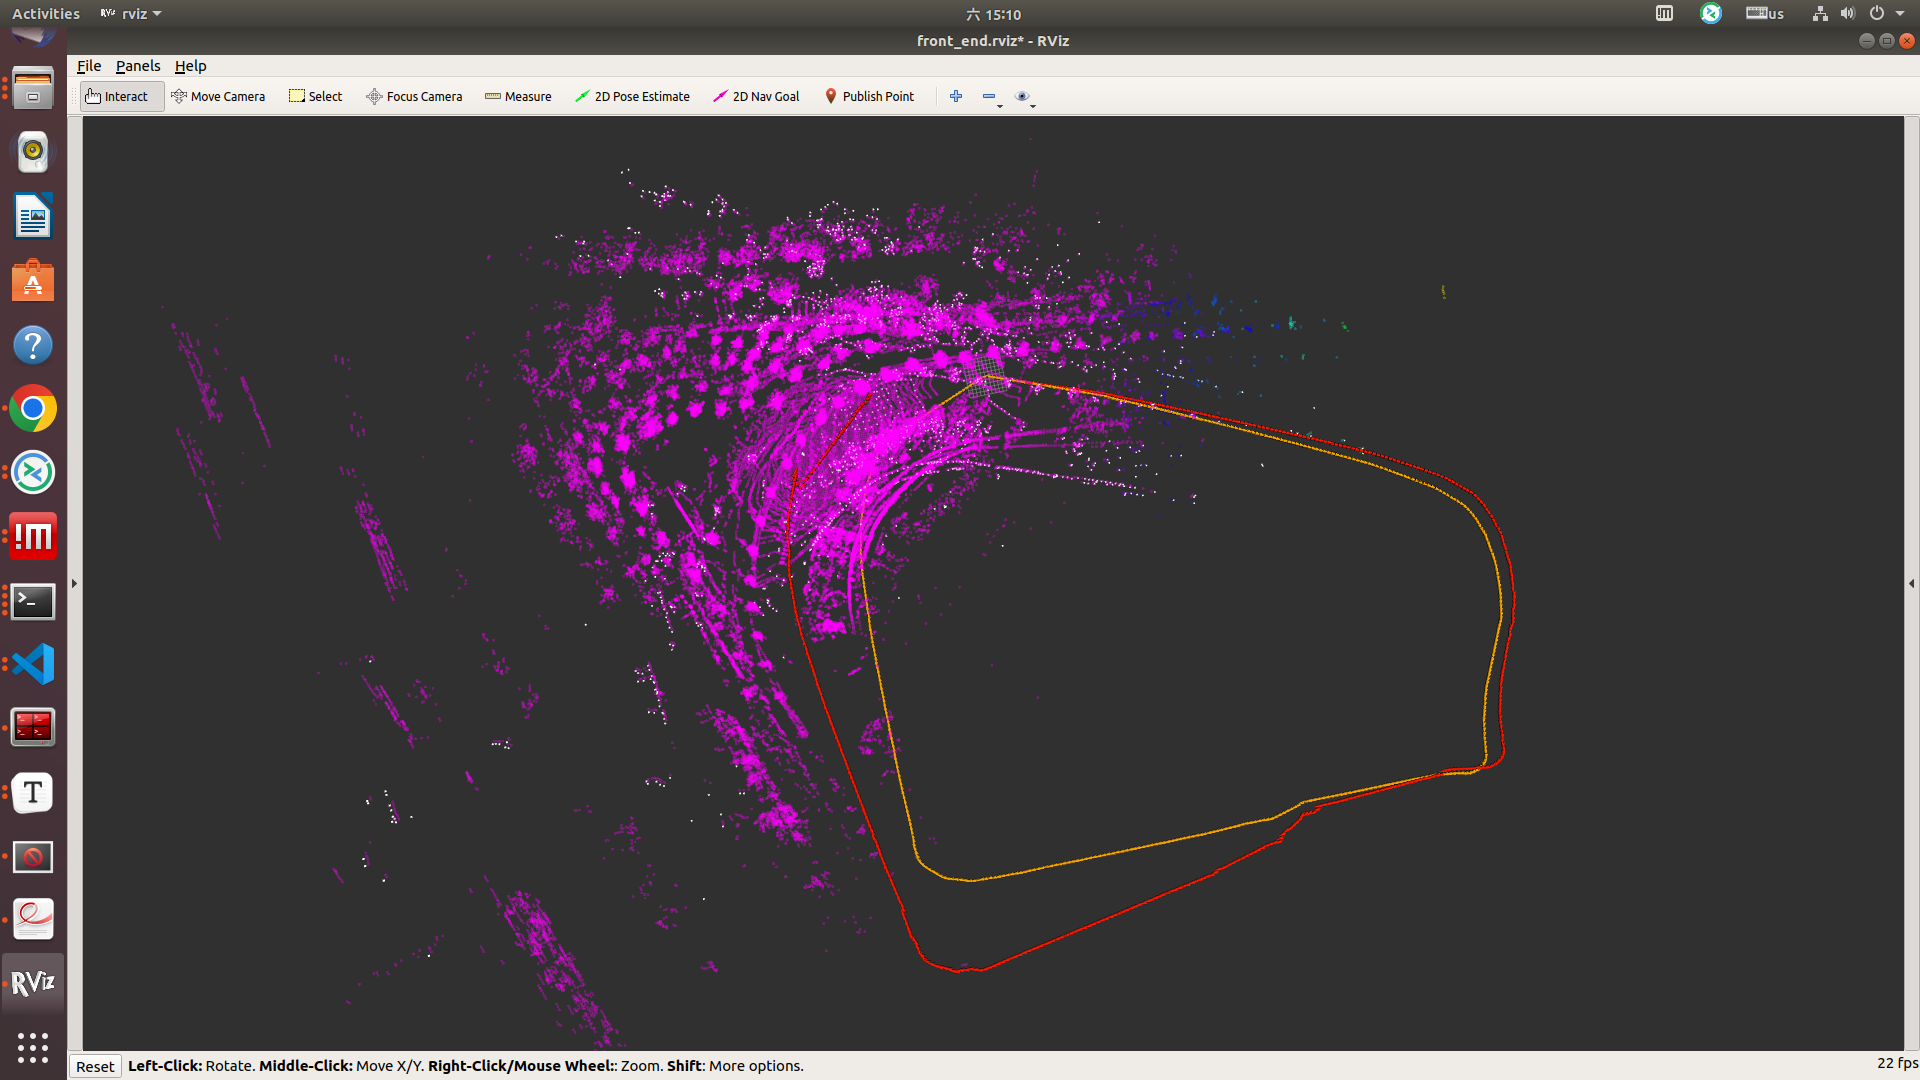 Activities
RViz
rviz
六 15:10
us
front_end.rviz* - RViz
File
Panels
Help
Interact
Move Camera
Select
Focus Camera
Measure
2D Pose Estimate
2D Nav Goal
Publish Point
A
?
!m
>_
T
RViz
Reset
Left-Click: Rotate. Middle-Click: Move X/Y. Right-Click/Mouse Wheel:: Zoom. Shift: More options.
22 fps